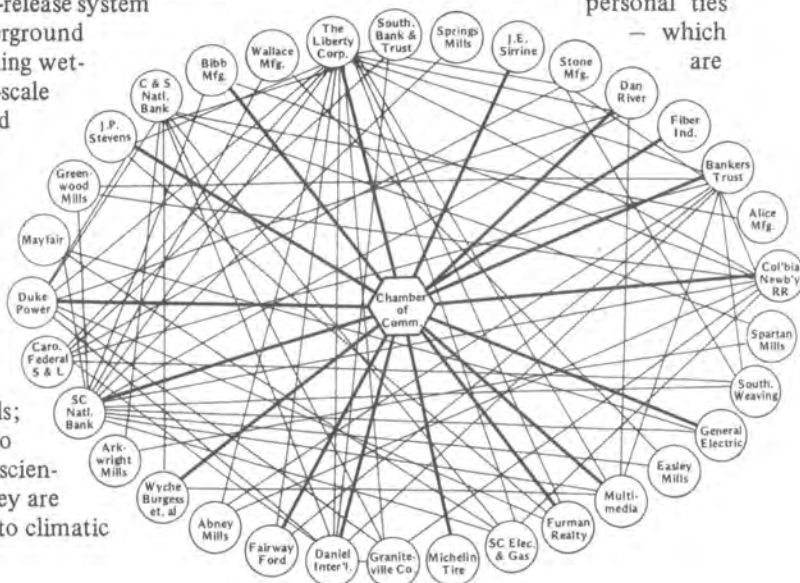 -release system
erground
ing wet-
-scale
d
ls;
o
scien-
ey are
to climatic
personal ties
– which
are
The
Liberty
Corp.
South.
Bank &
Trust
Springs
Mills
J.E.
Sirrine
Stone
Mfg.
Dan
River
Fiber
Ind.
Bankers
Trust
Alice
Mfg.
Col'bia
Newb'y
RR
Spartan
Mills
South.
Weaving
General
Electric
Easley
Mills
Multi-
media
Furman
Realty
SC Elec.
& Gas
Michelin
Tire
Granite-
ville Co.
Daniel
Inter'l.
Fairway
Ford
Abney
Mills
Wyche
Burgess
et. al
Ark-
wright
Mills
SC
Natl.
Bank
Caro.
Federal
S & L
Duke
Power
Mayfair
Green-
wood
Mills
J.P.
Stevens
C & S
Natl.
Bank
Bibb
Mfg.
Wallace
Mfg.
Chamber
of
Comm.